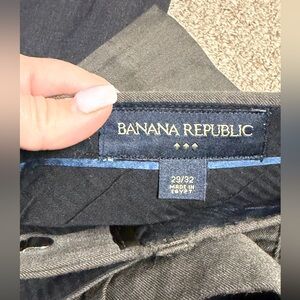 BANANA REPUBLIC
29/32
MADE IN
EGYPT